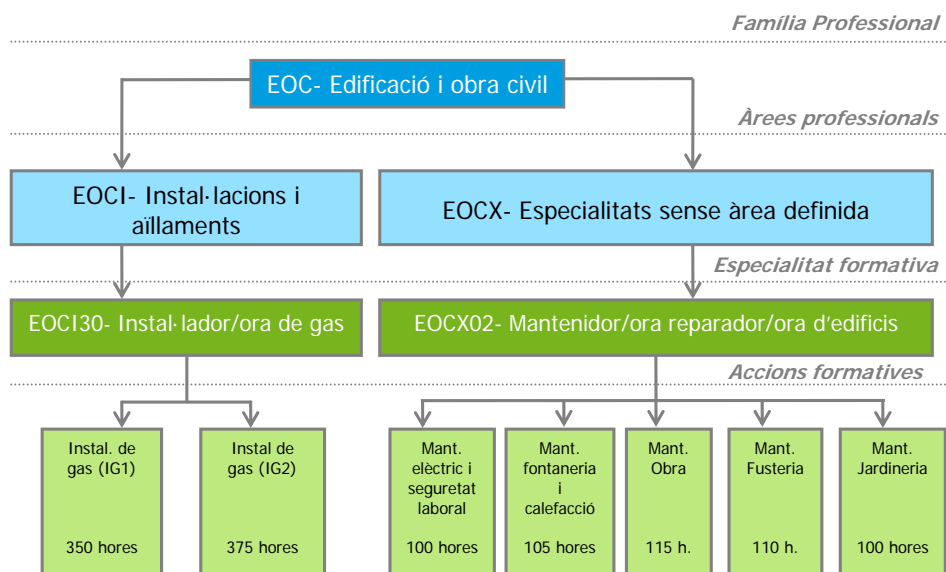 Família Professional
EOC- Edificació i obra civil
Àrees professionals
EOCI- Instal·lacions i
aïllaments
EOCX- Especialitats sense àrea definida
Especialitat formativa
EOCI30- Instal·lador/ora de gas
EOCX02- Mantenidor/ora reparador/ora d'edificis
Accions formatives
Instal. de
gas (IG1)
350 hores
Instal de
gas (IG2)
375 hores
Mant.
elèctric i
seguretat
laboral
100 hores
Mant.
fontaneria
i
calefacció
105 hores
Mant.
Obra
115 h.
Mant.
Fusteria
110 h.
Mant.
Jardineria
100 hores